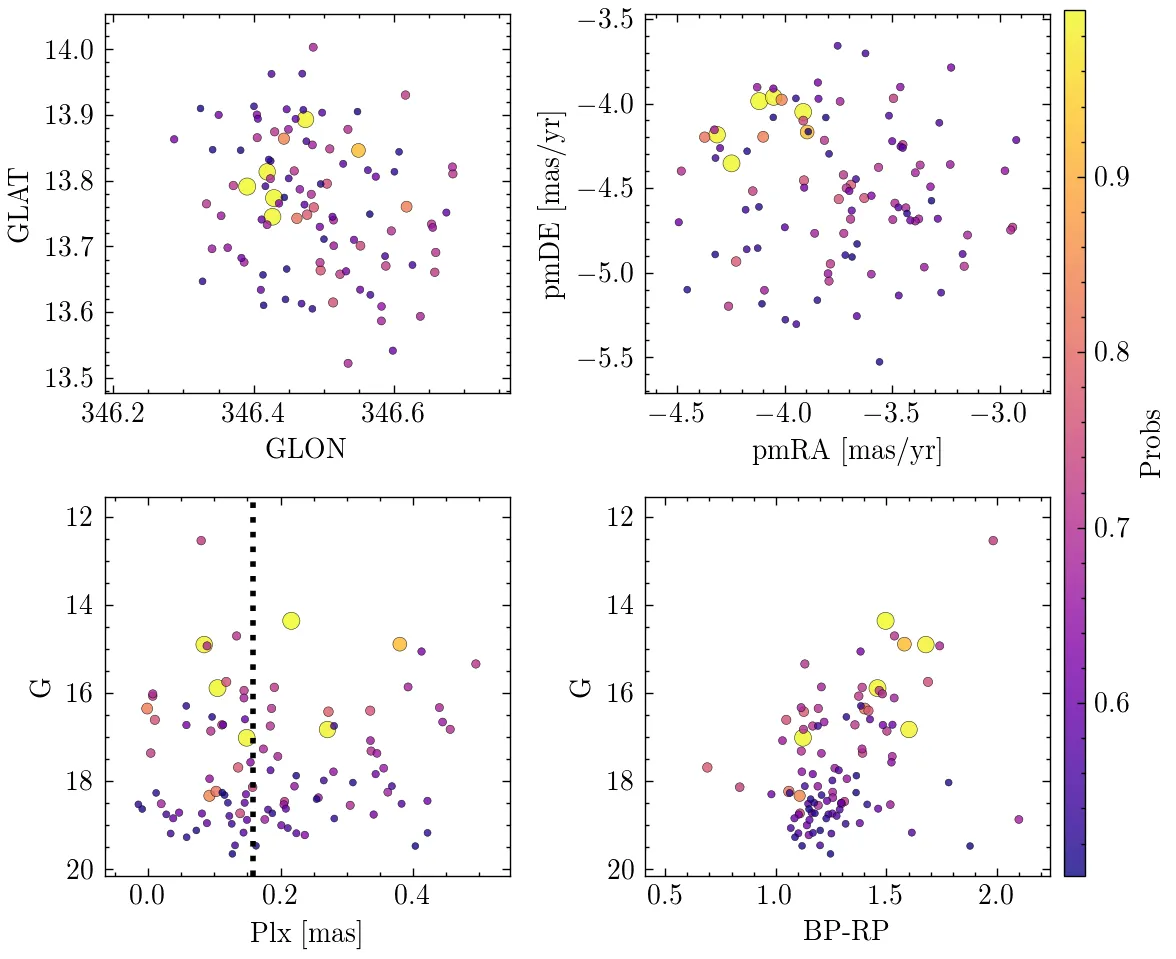 14.0
13.9
13.8
13.7
13.6
13.5
GLAT
346.2 346.4 346.6
GLON
−3.5
−4.0
−4.5
−5.0
−5.5
pmDE [mas/yr]
−4.5 −4.0 −3.5 −3.0
pmRA [mas/yr]
12
14
16
18
20
G
0.0 0.2 0.4
Plx [mas]
12
14
16
18
20
G
0.5 1.0 1.5 2.0
BP-RP
0.9
0.8
0.7
0.6
Probs